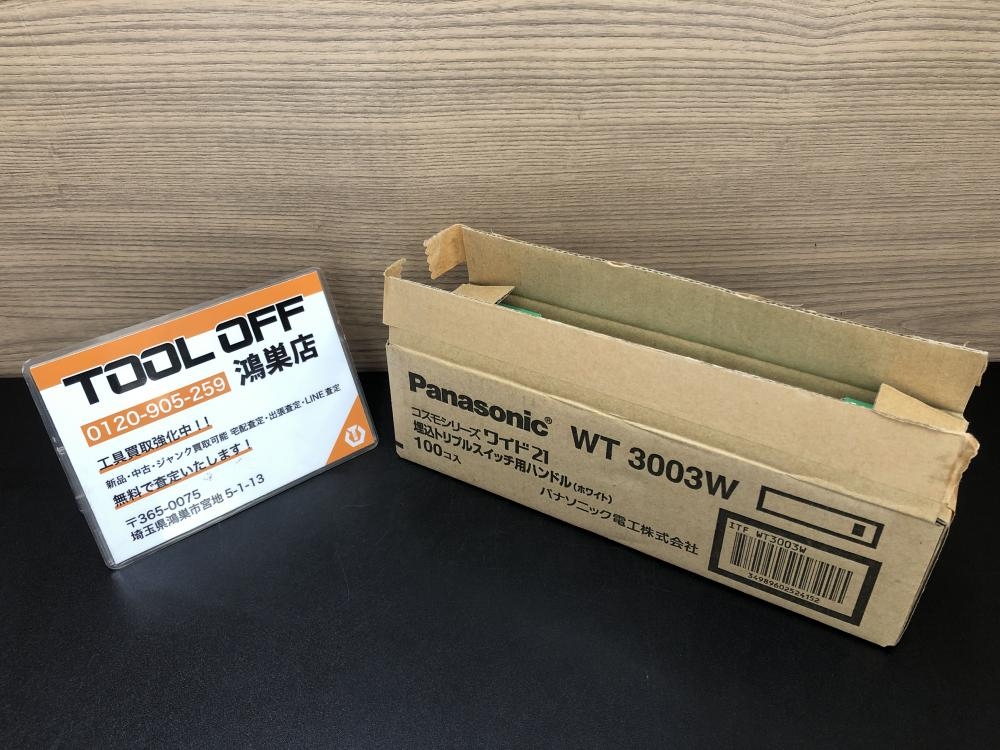 TOOL OFF
鴻巣店
0120-905-259
工具買取強化中!!
新品・中古・ジャンク買取可能 宅配査定・出張査定・LINE査定
無料で査定いたします!
〒365-0075
埼玉県鴻巣市宮地 5-1-13
Panasonic®
コスモシリーズ ワイド21
埋込トリプルスイッチ用ハンドル(ホワイト)
100コ入
WT 3003W
パナソニック電工株式会社
ITF WT3003W
34989602524152